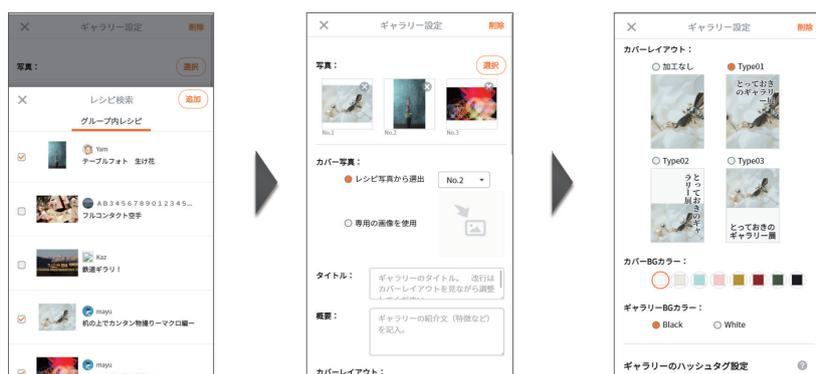 ギャラリー設定
削除
写真：
選択
レシピ検索
追加
グループ内レシピ
Yam
テーブルフォト　生け花
AB3456789012345...
フルコンタクト空手
Kaz
鉄道ギラリ！
mayu
机の上でカンタン物撮りーマクロ編ー
mayu
ギャラリー設定
削除
写真：
選択
No.1
No.2
No.3
カバー写真：
レシピ写真から選出
No.2
専用の画像を使用
タイトル：
ギャラリーのタイトル。　改行は
カバーレイアウトを見ながら調整
してください
概要：
ギャラリーの紹介文（特徴など）
を記入。
カバーレイアウト：
ギャラリー設定
削除
カバーレイアウト：
加工なし
Type01
とっておき
のギャラリ
ー展
Type02
Type03
とっておきのギャ
ラリー展
とっておきの
ギャラリー展
カバーBGカラー：
ギャラリーBGカラー：
Black
White
ギャラリーのハッシュタグ設定
?